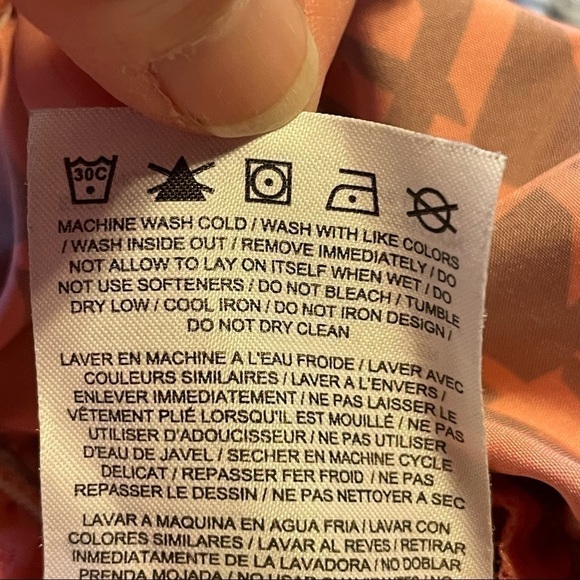 30C
MACHINE WASH COLD / WASH WITH LIKE COLORS
/ WASH INSIDE OUT / REMOVE IMMEDIATELY / DO
NOT ALLOW TO LAY ON ITSELF WHEN WET / DO
NOT USE SOFTENERS / DO NOT BLEACH / TUMBLE
DRY LOW / COOL IRON / DO NOT IRON DESIGN /
DO NOT DRY CLEAN
LAVER EN MACHINE A L'EAU FROIDE / LAVER AVEC
COULEURS SIMILAIRES / LAVER À L'ENVERS /
ENLEVER IMMEDIATEMENT / NE PAS LAISSER LE
VÊTEMENT PLIÉ LORSQU'IL EST MOUILLÉ / NE PAS
UTILISER D'ADOUCISSEUR / NE PAS UTILISER
D'EAU DE JAVEL / SECHER EN MACHINE CYCLE
DELICAT / REPASSER FER FROID / NE PAS
REPASSER LE DESSIN / NE PAS NETTOYER A SEC
LAVAR A MAQUINA EN AGUA FRIA / LAVAR CON
COLORES SIMILARES / LAVAR AL REVES / RETIRAR
INMEDIATAMENTE DE LA LAVADORA / NO DOBLAR
PRENDA MOJADA / NO USAR